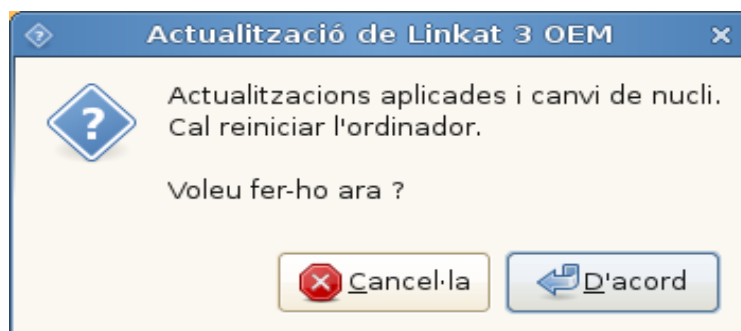 Actualització de Linkat 3 OEM
Actualitzacions aplicades i canvi de nucli.
Cal reiniciar l'ordinador.
Voleu fer-ho ara ?
Cancel·la
D'acord